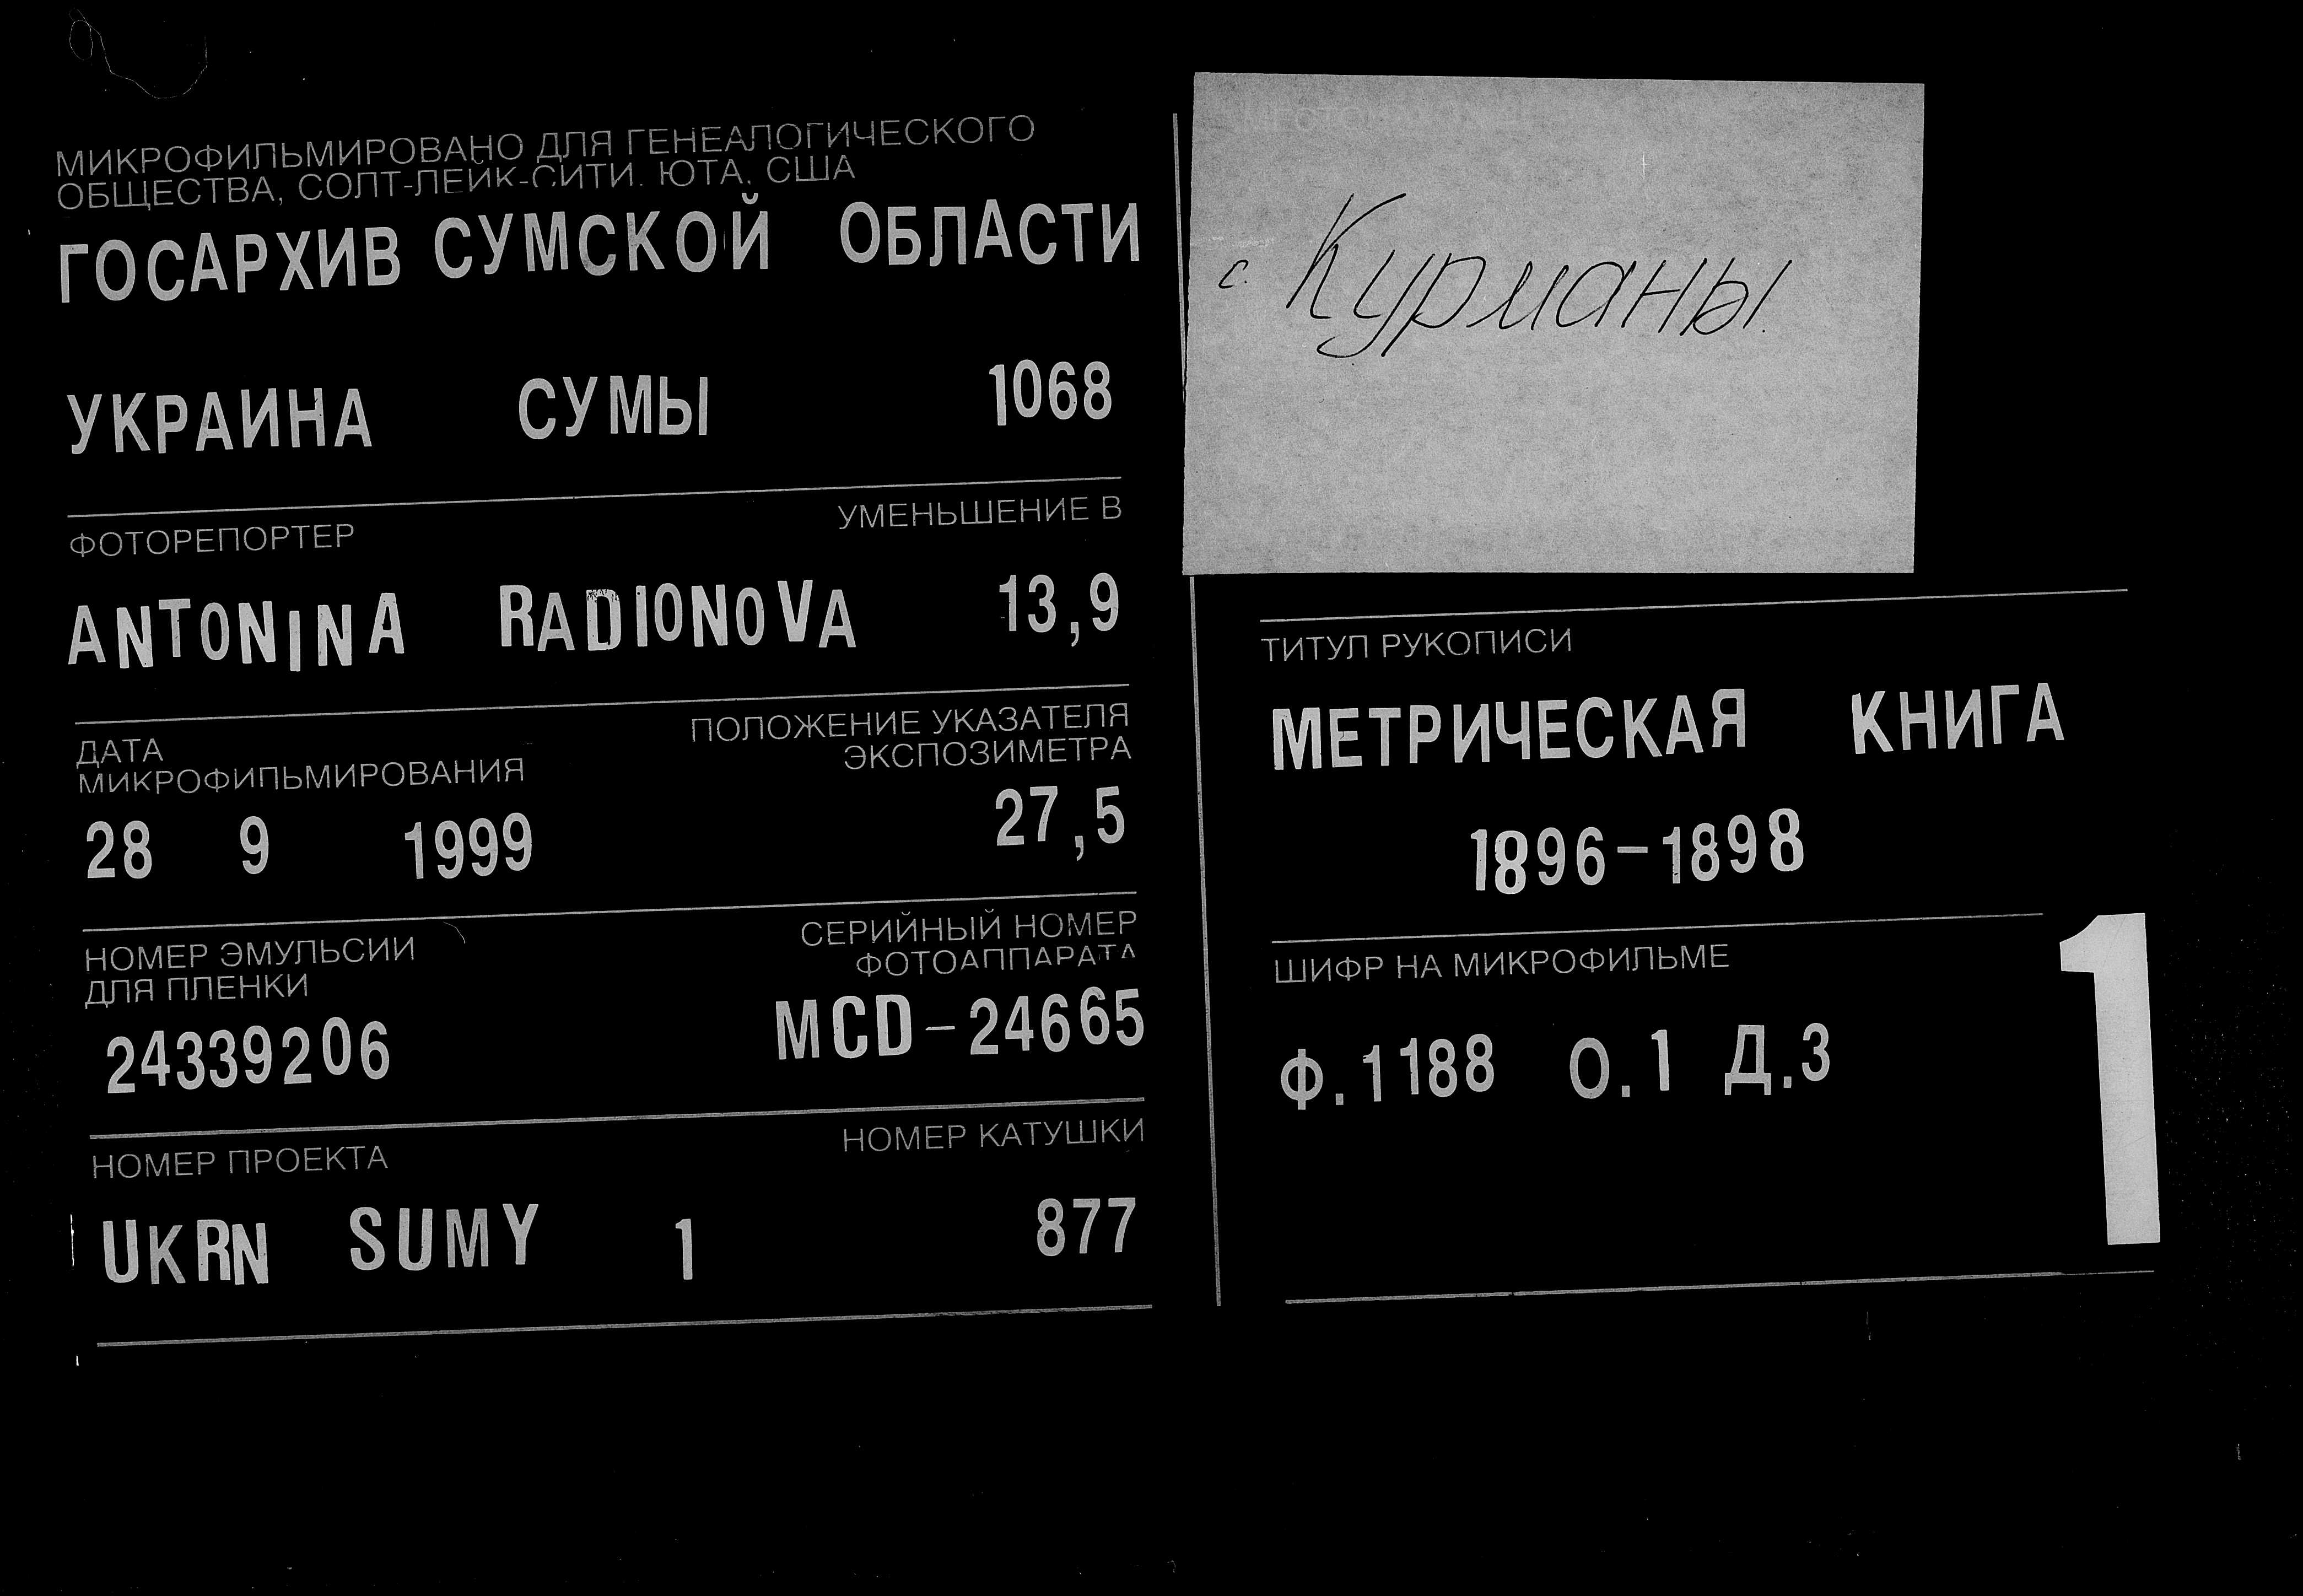 МИКРОФИЛЬМИРОВАНО ДЛЯ ГЕНЕАЛОГИЧЕСКОГО
ОБЩЕСТВА, СОЛТ-ЛЕЙК-СИТИ. ЮТА, США
ГОСАРХИВ СУМСКОЙ ОБЛАСТИ
УКРАИНА СУМЫ 1068
ФОТОРЕПОРТЕР УМЕНЬШЕНИЕ В
ANTONINA RADIONOVA 13,9
ДАТА
МИКРОФИЛЬМИРОВАНИЯ
ПОЛОЖЕНИЕ УКАЗАТЕЛЯ
ЭКСПОЗИМЕТРА
28 9 1999 27,5
НОМЕР ЭМУЛЬСИИ
ДЛЯ ПЛЕНКИ
СЕРИЙНЫЙ НОМЕР
ФОТОАППАРАТА
24339206 MCD-24665
НОМЕР ПРОЕКТА НОМЕР КАТУШКИ
UKRN SUMY 1 877
с. Курманы.
ТИТУЛ РУКОПИСИ
МЕТРИЧЕСКАЯ КНИГА
1896-1898
ШИФР НА МИКРОФИЛЬМЕ
Ф.1188 О.1 Д.3
1